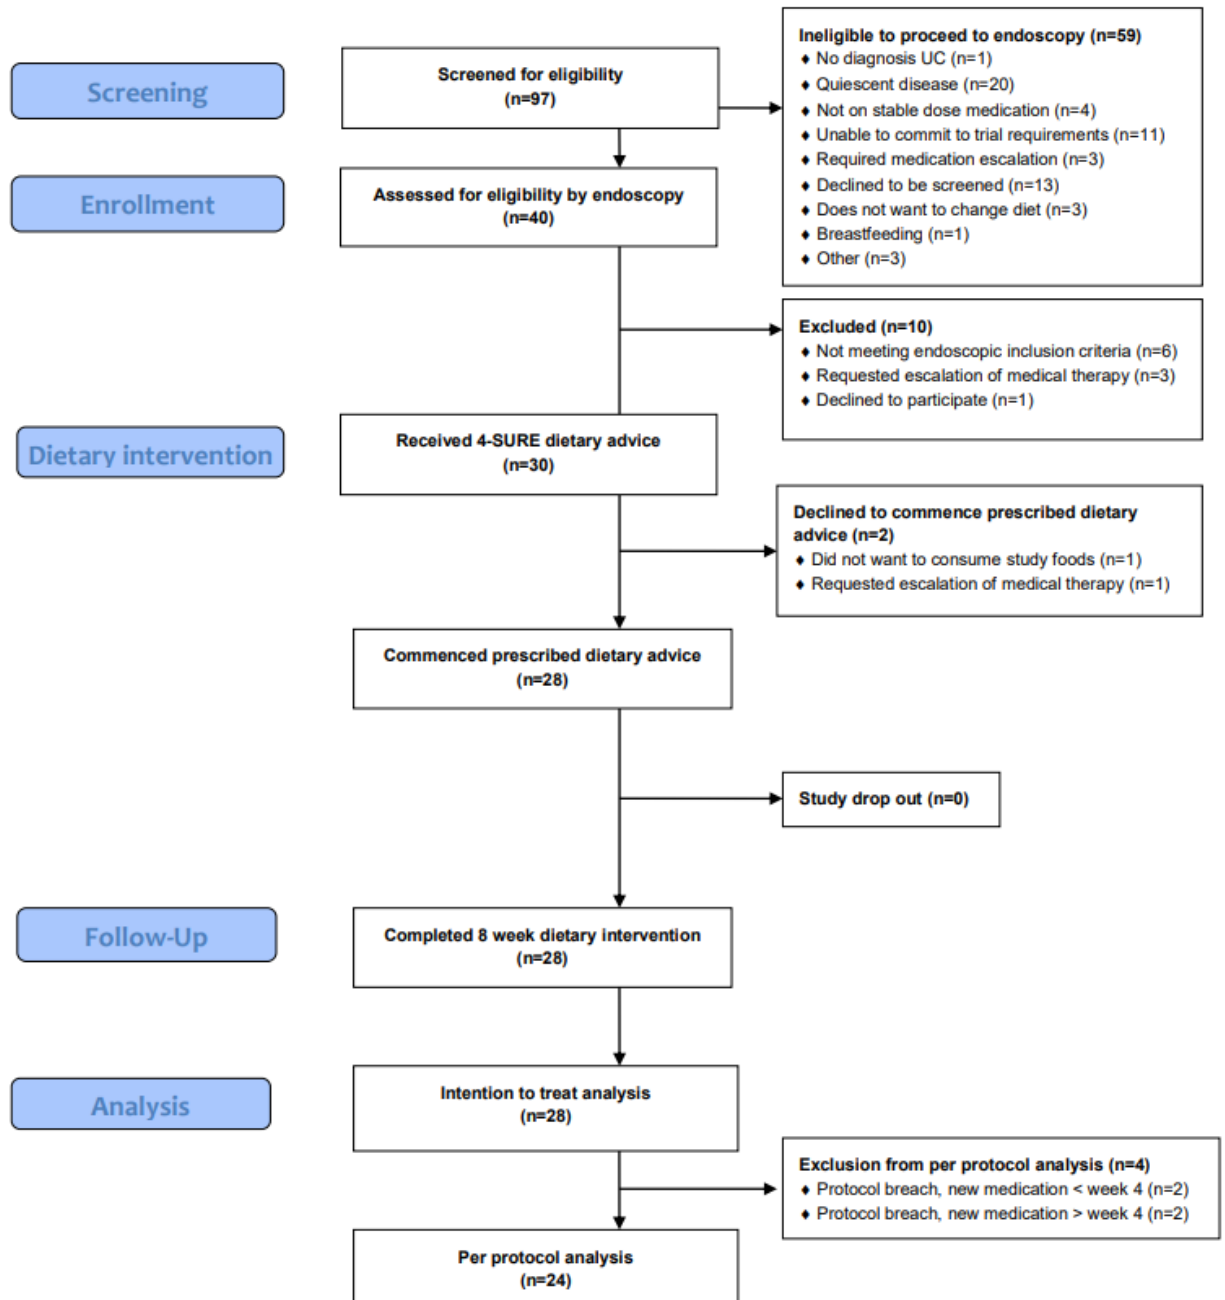 Screening
Screened for eligibility
(n=97)
Ineligible to proceed to endoscopy (n=59)
♦ No diagnosis UC (n=1)
♦ Quiescent disease (n=20)
♦ Not on stable dose medication (n=4)
♦ Unable to commit to trial requirements (n=11)
♦ Required medication escalation (n=3)
♦ Declined to be screened (n=13)
♦ Does not want to change diet (n=3)
♦ Breastfeeding (n=1)
♦ Other (n=3)
Enrollment
Assessed for eligibility by endoscopy
(n=40)
Excluded (n=10)
♦ Not meeting endoscopic inclusion criteria (n=6)
♦ Requested escalation of medical therapy (n=3)
♦ Declined to participate (n=1)
Dietary intervention
Received 4-SURE dietary advice
(n=30)
Declined to commence prescribed dietary
advice (n=2)
♦ Did not want to consume study foods (n=1)
♦ Requested escalation of medical therapy (n=1)
Commenced prescribed dietary advice
(n=28)
Study drop out (n=0)
Follow-Up
Completed 8 week dietary intervention
(n=28)
Analysis
Intention to treat analysis
(n=28)
Exclusion from per protocol analysis (n=4)
♦ Protocol breach, new medication < week 4 (n=2)
♦ Protocol breach, new medication > week 4 (n=2)
Per protocol analysis
(n=24)